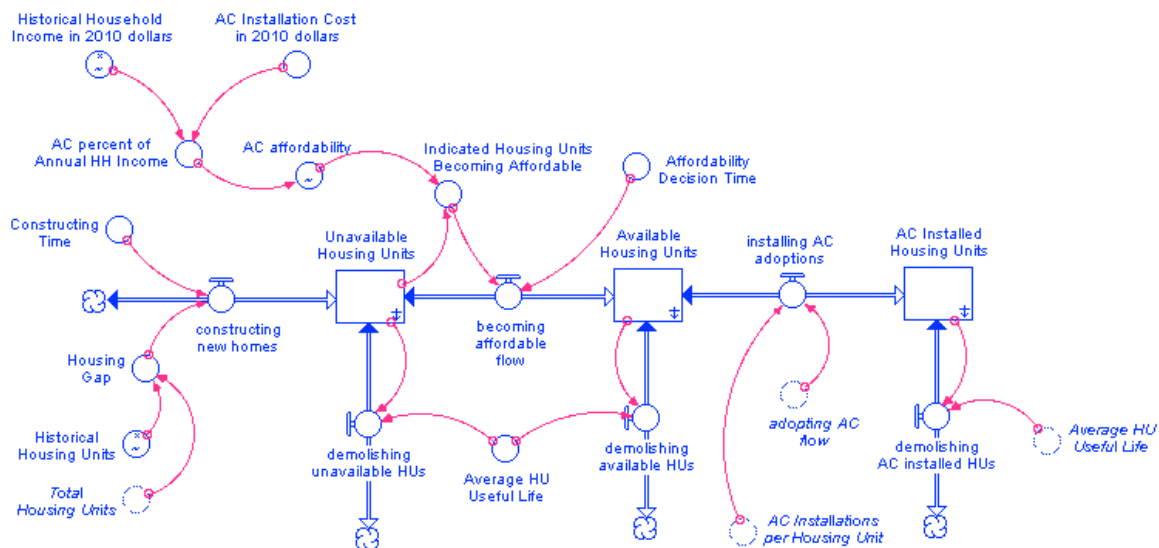 Historical Household
Income in 2010 dollars
AC Installation Cost
in 2010 dollars
AC percent of
Annual HH Income
AC affordability
Indicated Housing Units
Becoming Affordable
Affordability
Decision Time
Constructing
Time
Unavailable
Housing Units
Available
Housing Units
installing AC
adoptions
AC Installed
Housing Units
constructing
new homes
becoming
affordable
flow
Housing
Gap
adopting AC
flow
Historical
Housing Units
demolishing
unavailable HUs
Average HU
Useful Life
demolishing
available HUs
demolishing
AC installed HUs
Average HU
Useful Life
Total
Housing Units
AC Installations
per Housing Unit